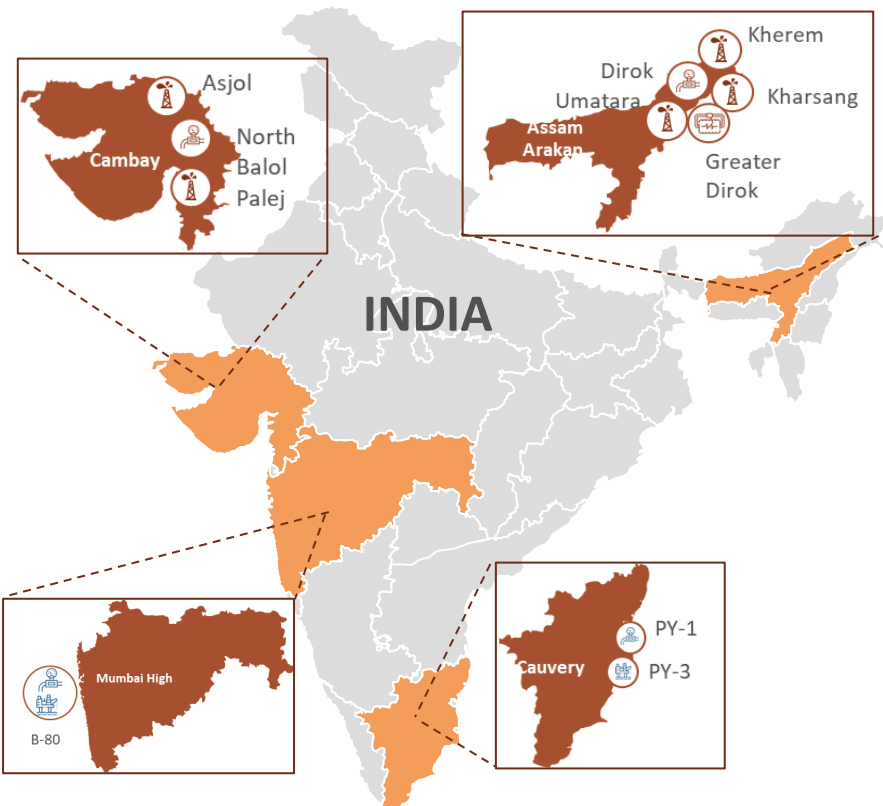 Asjol
North
Balol
Palej
Cambay
Kherem
Dirok
Umatara
Kharsang
Assam
Arakan
Greater
Dirok
INDIA
Mumbai High
B-80
Cauvery
PY-1
PY-3